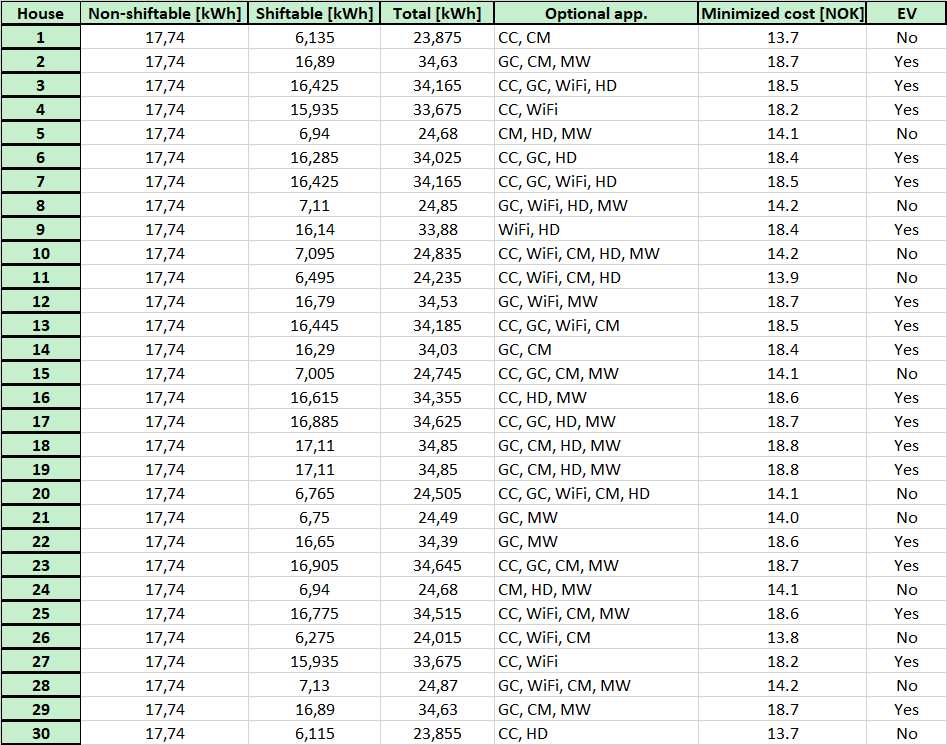 House Non-shiftable [kWh] Shiftable [kWh] Total [kWh] Optional app. Minimized cost [NOK] EV
1 17,74 6,135 23,875 CC, CM 13.7 No
2 17,74 16,89 34,63 GC, CM, MW 18.7 Yes
3 17,74 16,425 34,165 CC, GC, WiFi, HD 18.5 Yes
4 17,74 15,935 33,675 CC, WiFi 18.2 Yes
5 17,74 6,94 24,68 CM, HD, MW 14.1 No
6 17,74 16,285 34,025 CC, GC, HD 18.4 Yes
7 17,74 16,425 34,165 CC, GC, WiFi, HD 18.5 Yes
8 17,74 7,11 24,85 GC, WiFi, HD, MW 14.2 No
9 17,74 16,14 33,88 WiFi, HD 18.4 Yes
10 17,74 7,095 24,835 CC, WiFi, CM, HD, MW 14.2 No
11 17,74 6,495 24,235 CC, WiFi, CM, HD 13.9 No
12 17,74 16,79 34,53 GC, WiFi, MW 18.7 Yes
13 17,74 16,445 34,185 CC, GC, WiFi, CM 18.5 Yes
14 17,74 16,29 34,03 GC, CM 18.4 Yes
15 17,74 7,005 24,745 CC, GC, CM, MW 14.1 No
16 17,74 16,615 34,355 CC, HD, MW 18.6 Yes
17 17,74 16,885 34,625 CC, GC, HD, MW 18.7 Yes
18 17,74 17,11 34,85 GC, CM, HD, MW 18.8 Yes
19 17,74 17,11 34,85 GC, CM, HD, MW 18.8 Yes
20 17,74 6,765 24,505 CC, GC, WiFi, CM, HD 14.1 No
21 17,74 6,75 24,49 GC, MW 14.0 No
22 17,74 16,65 34,39 GC, MW 18.6 Yes
23 17,74 16,905 34,645 CC, GC, CM, MW 18.7 Yes
24 17,74 6,94 24,68 CM, HD, MW 14.1 No
25 17,74 16,775 34,515 CC, WiFi, CM, MW 18.6 Yes
26 17,74 6,275 24,015 CC, WiFi, CM 13.8 No
27 17,74 15,935 33,675 CC, WiFi 18.2 Yes
28 17,74 7,13 24,87 GC, WiFi, CM, MW 14.2 No
29 17,74 16,89 34,63 GC, CM, MW 18.7 Yes
30 17,74 6,115 23,855 CC, HD 13.7 No